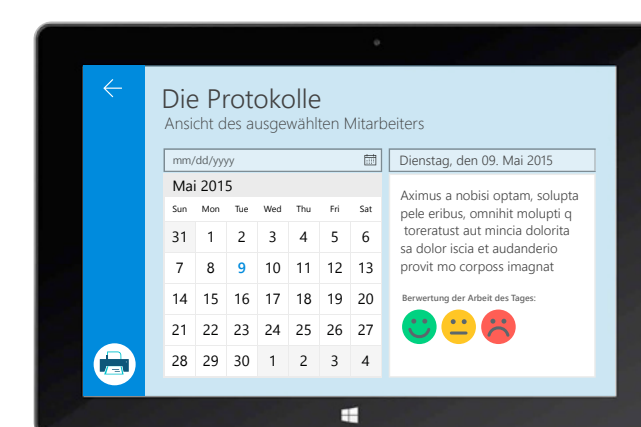 Die Protokolle
Ansicht des ausgewählten Mitarbeiters
mm/dd/yyyy
Mai 2015
Sun Mon Tue Wed Thu Fri Sat
31 1 2 3 4 5 6
7 8 9 10 11 12 13
14 15 16 17 18 19 20
21 22 23 24 25 26 27
28 29 30 1 2 3 4
Dienstag, den 09. Mai 2015
Aximus a nobisi optam, solupta
pele eribus, omnihit molupti q
toreratust aut mincia dolorita
sa dolor iscia et audanderio
provit mo corposs imagnat
Berwertung der Arbeit des Tages: